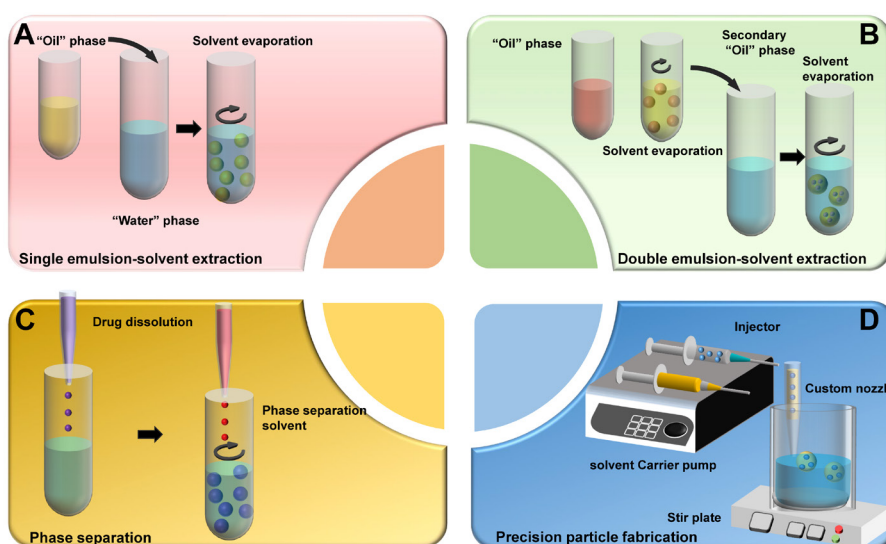 A
"Oil" phase
Solvent evaporation
"Water" phase
Single emulsion-solvent extraction
B
"Oil" phase
Secondary
"Oil" phase
Solvent
evaporation
Solvent evaporation
Double emulsion-solvent extraction
C
Drug dissolution
Phase separation
solvent
Phase separation
D
Injector
Custom nozzl
solvent Carrier pump
Stir plate
Precision particle fabrication